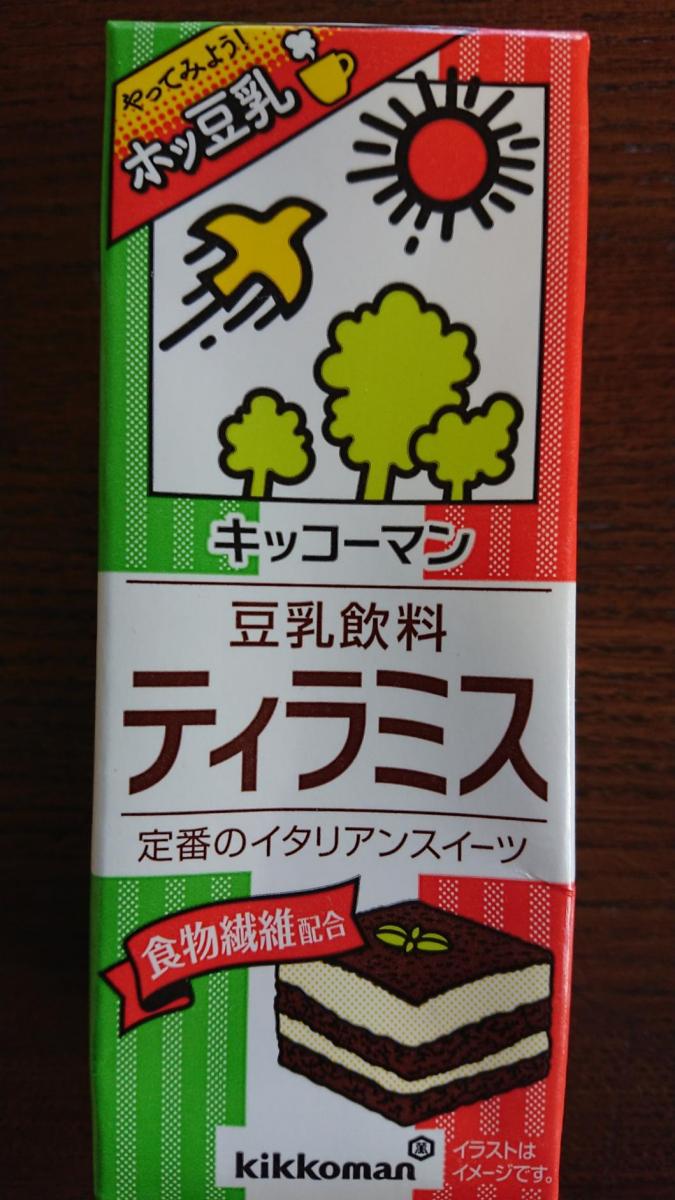 やってみよう!
ホッ豆乳
キッコーマン
豆乳飲料
ティラミス
定番のイタリアンスイーツ
食物繊維配合
kikkoman
萬
イラストは
イメージです。